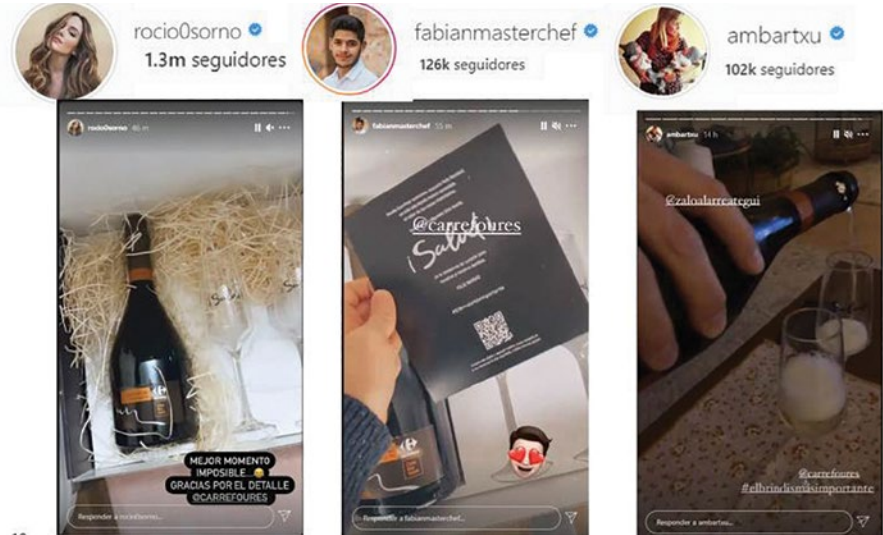 rocio0sorno
1.3m seguidores
fabianmasterchef
126k seguidores
ambartxu
102k seguidores
rocio0sorno 46 m
MEJOR MOMENTO
IMPOSIBLE...
GRACIAS POR EL DETALLE
@CARREFOURES
Responder a rocio0sorno...
fabianmasterchef 55 m
@carrefoures
¡Salud!
Responder a fabianmasterchef...
ambartxu 14 h
@zaloalarreategui
@carrefoures
#elbrindismásimportante
Responder a ambartxu...